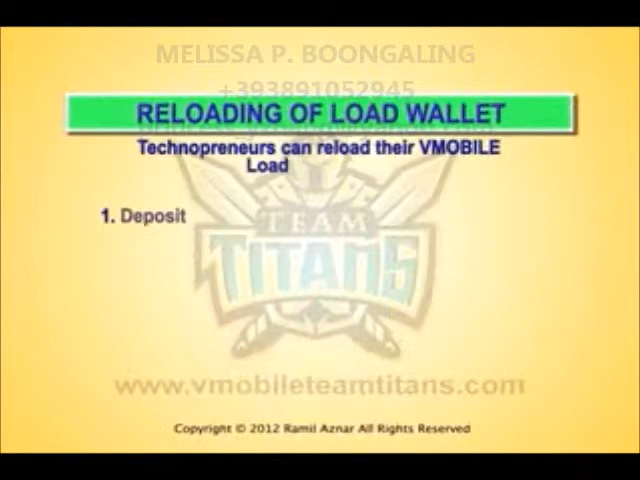 MELISSA P. BOONGALING
+393891052945
RELOADING OF LOAD WALLET
Technopreneurs can reload their VMOBILE
Load
1. Deposit
TEAM
TITANS
www.vmobileteamtitans.com
Copyright © 2012 Ramil Aznar All Rights Reserved